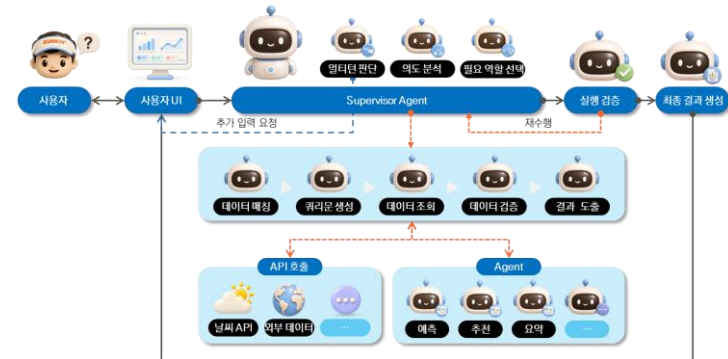 DUNKIN'
?
멀티턴 판단
의도 분석
필요 역할 선택
사용자
사용자 UI
Supervisor Agent
실행 검증
최종 결과 생성
추가 입력 요청
재수행
데이터 매칭
쿼리문 생성
데이터 조회
데이터 검증
결과 도출
API 호출
Agent
날씨 API
외부 데이터
...
예측
추천
요약
...